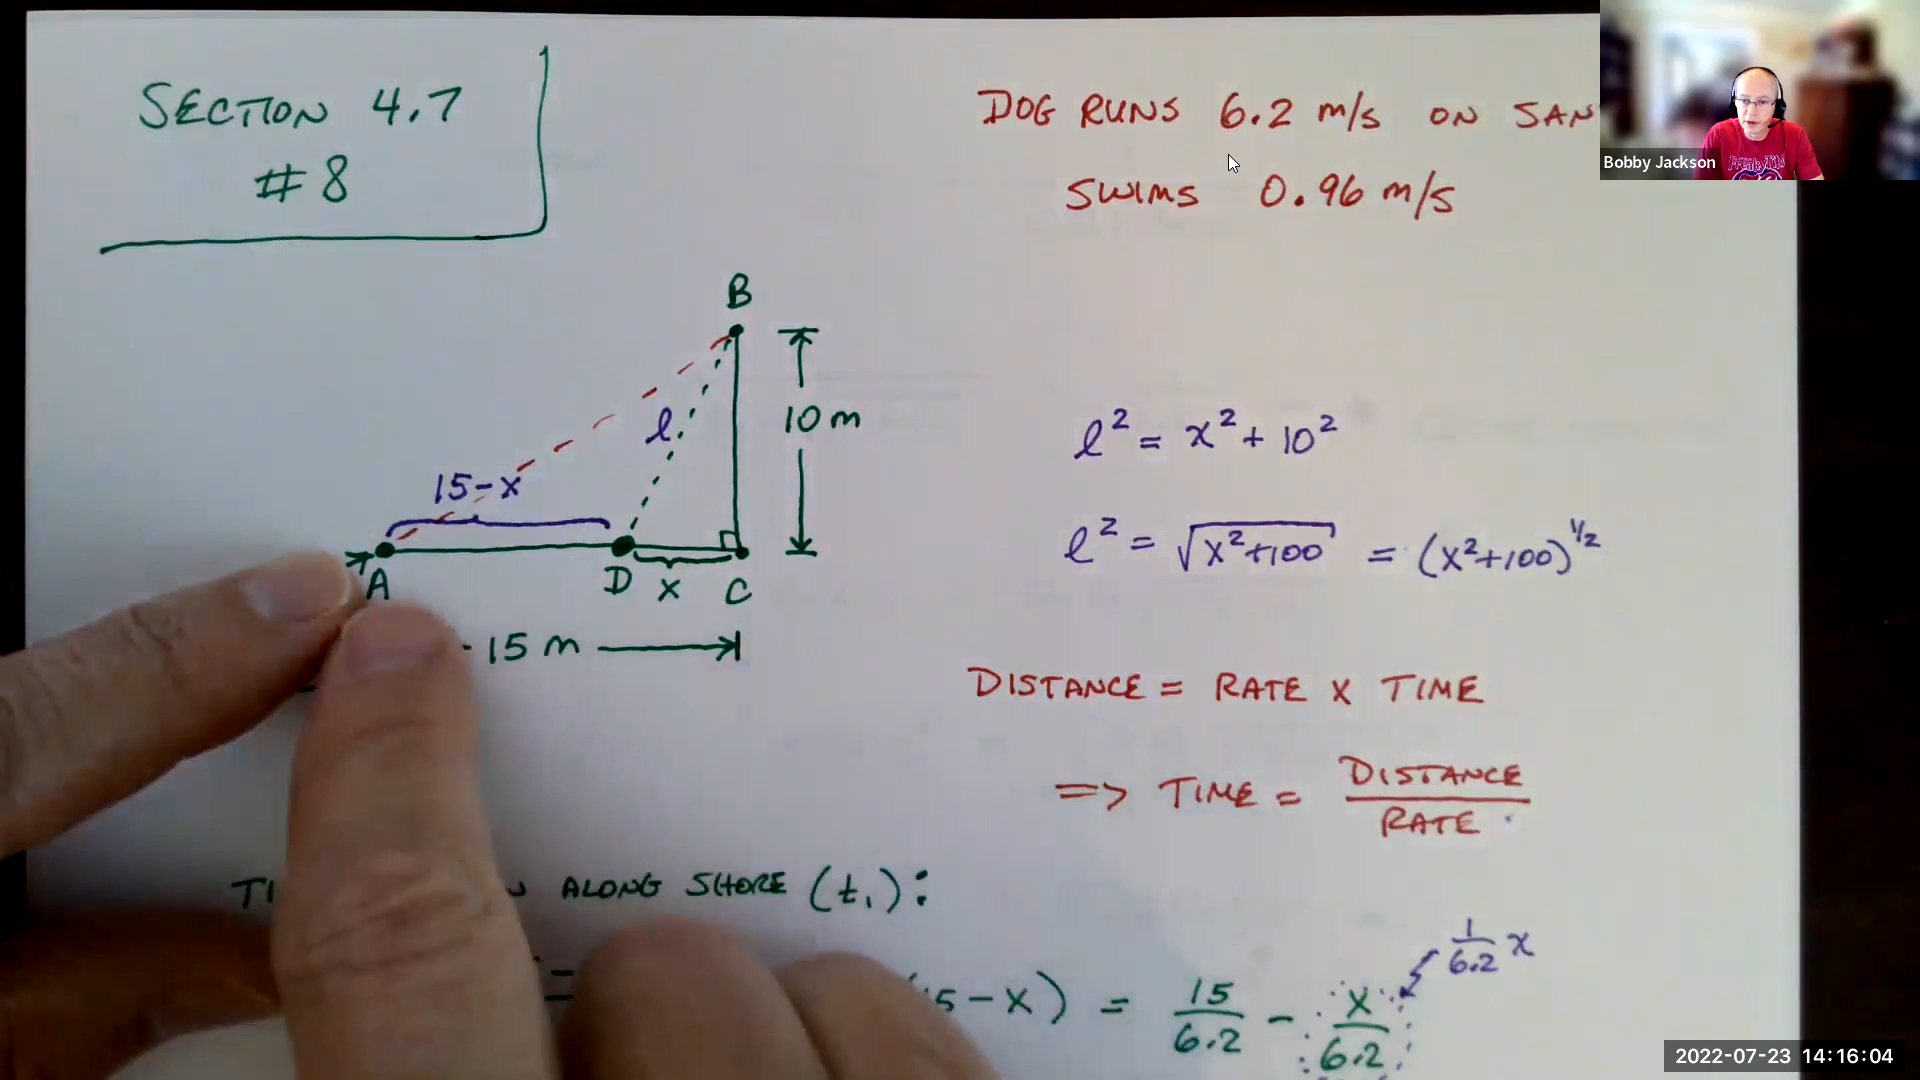 SECTION 4.7
#8
DOG RUNS 6.2 m/s ON SAN
SWIMS 0.96 m/s
Bobby Jackson
B
10 m
l
15-x
A
D
x
C
15 m
l² = x² + 10²
l² = √x²+100 = (x²+100)^1/2
DISTANCE = RATE X TIME
=> TIME = DISTANCE/RATE
ALONG SHORE (t₁):
5-x) = 15/6.2 - x/6.2
1/6.2 x
2022-07-23 14:16:04